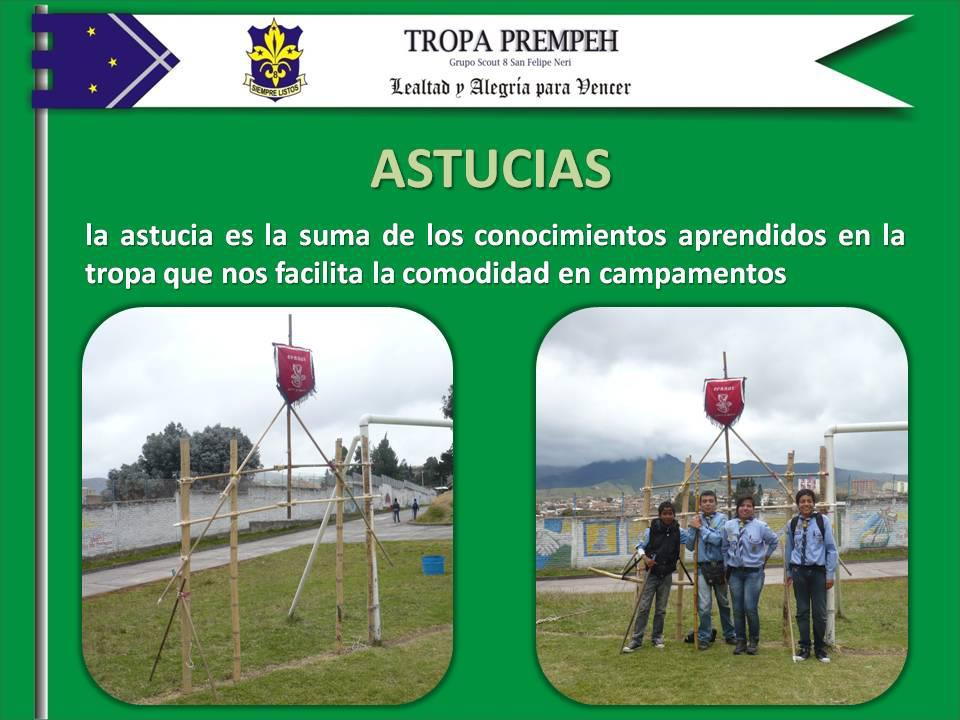 TROPA PREMPEH
Grupo Scout 8 San Felipe Neri
Lealtad y Alegría para Vencer
8
SIEMPRE LISTOS
ASTUCIAS
la astucia es la suma de los conocimientos aprendidos en la
tropa que nos facilita la comodidad en campamentos